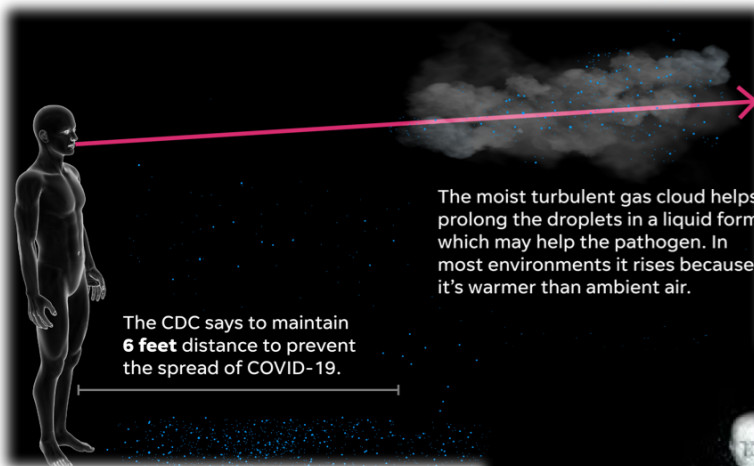 The moist turbulent gas cloud helps
prolong the droplets in a liquid form
which may help the pathogen. In
most environments it rises because
it's warmer than ambient air.
The CDC says to maintain
6 feet distance to prevent
the spread of COVID-19.